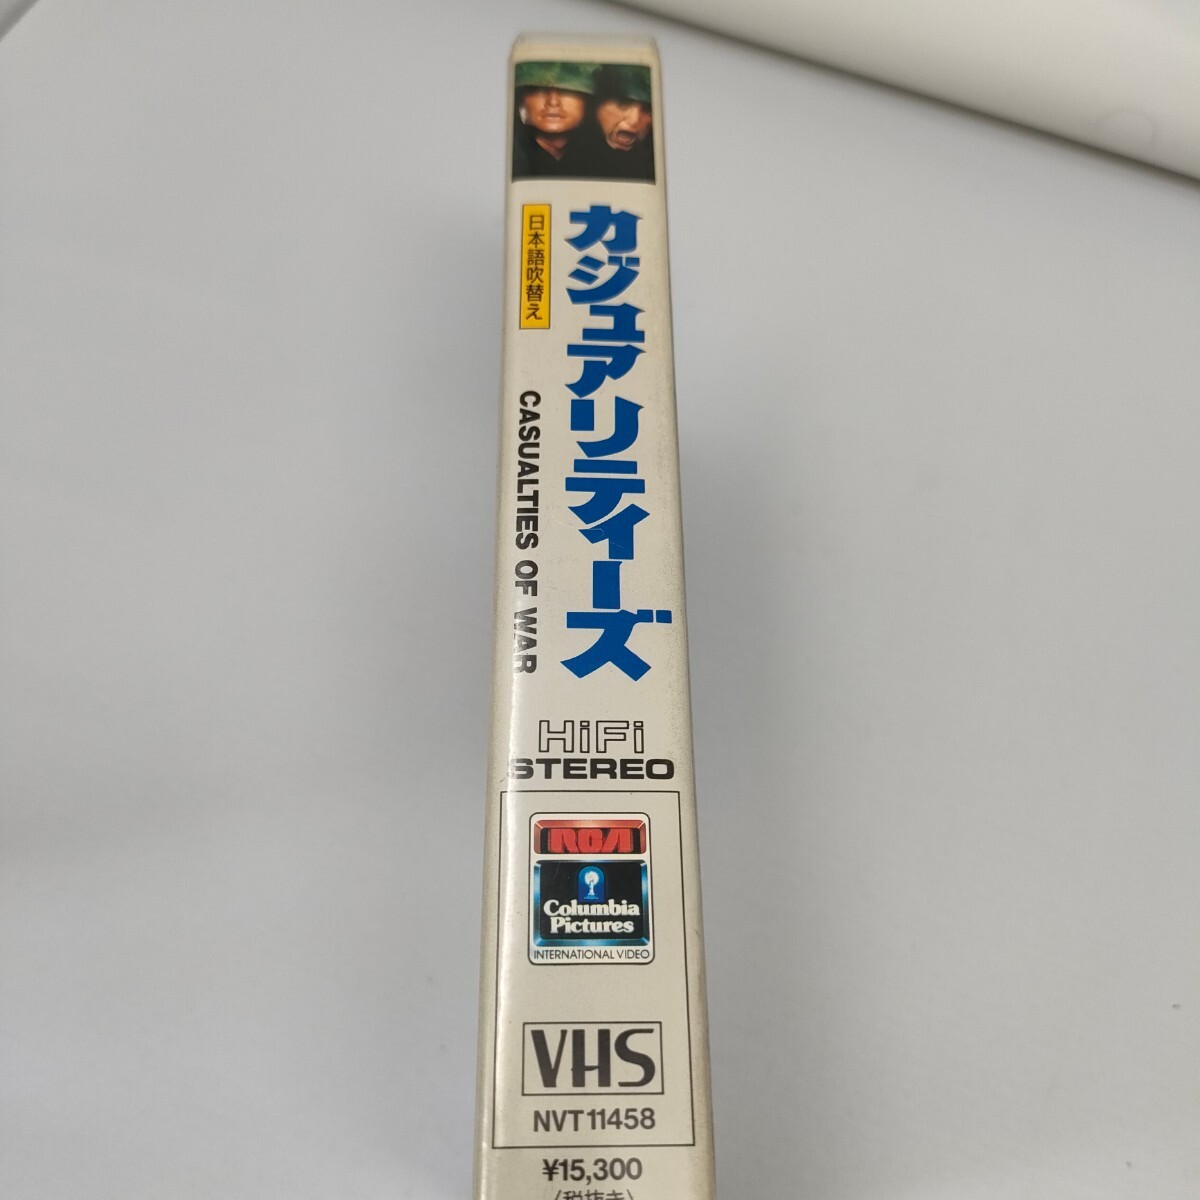 日本語吹替え
カジュアリティーズ
CASUALTIES OF WAR
HiFi
STEREO
RCA
Columbia
Pictures
INTERNATIONAL VIDEO
VHS
NVT11458
¥15,300
(税抜き)